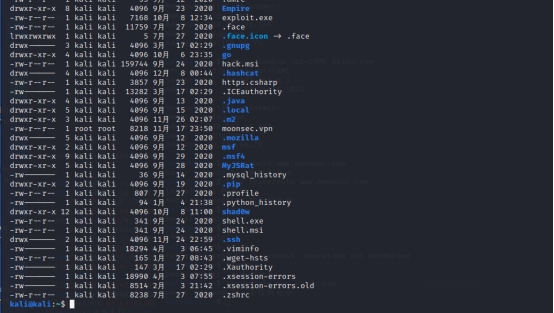 drwxr-xr-x 8 kali kali 4096 9月 23 2020 Empire
-rw-r--r-- 1 kali kali 7168 10月 8 12:34 exploit.exe
-rw-r--r-- 1 kali kali 11759 7月 27 2020 .face
lrwxrwxrwx 1 kali kali 5 7月 27 2020 .face.icon -> .face
drwx------ 3 kali kali 4096 3月 17 02:29 .gnupg
drwxr-xr-x 4 kali kali 4096 10月 6 23:35 go
-rw-r--r-- 1 kali kali 159744 9月 24 2020 hack.msi
drwx------ 4 kali kali 4096 12月 8 00:44 .hashcat
-rw-r--r-- 1 kali kali 3857 9月 23 2020 https.csharp
-rw------- 1 kali kali 13282 3月 17 02:29 .ICEauthority
drwxr-xr-x 4 kali kali 4096 9月 13 2020 .java
drwxr-xr-x 5 kali kali 4096 9月 15 2020 .local
drwxr-xr-x 3 kali kali 4096 11月 26 02:07 .m2
-rw-r--r-- 1 root root 8218 11月 17 23:50 moonsec.vpn
drwx------ 5 kali kali 4096 9月 12 2020 .mozilla
drwxr-xr-x 2 kali kali 4096 9月 12 2020 msf
drwxr-xr-x 9 kali kali 4096 9月 29 2020 .msf4
drwxr-xr-x 5 kali kali 4096 9月 28 2020 MyJSRat
-rw------- 1 kali kali 36 9月 14 2020 .mysql_history
drwxr-xr-x 2 kali kali 4096 9月 19 2020 .pip
-rw-r--r-- 1 kali kali 807 7月 27 2020 .profile
-rw------- 1 kali kali 94 1月 4 21:38 .python_history
drwxr-xr-x 12 kali kali 4096 10月 8 11:00 shad0w
-rw-r--r-- 1 kali kali 341 9月 24 2020 shell.exe
-rw-r--r-- 1 kali kali 341 9月 24 2020 shell.msi
drwx------ 2 kali kali 4096 11月 24 22:59 .ssh
-rw------- 1 kali kali 18294 4月 3 06:45 .viminfo
-rw------- 1 kali kali 165 1月 27 08:43 .wget-hsts
-rw------- 1 kali kali 147 3月 17 02:29 .Xauthority
-rw------- 1 kali kali 18990 4月 3 07:55 .xsession-errors
-rw------- 1 kali kali 8514 2月 3 21:42 .xsession-errors.old
-rw-r--r-- 1 kali kali 8238 7月 27 2020 .zshrc
kali@kali:~$